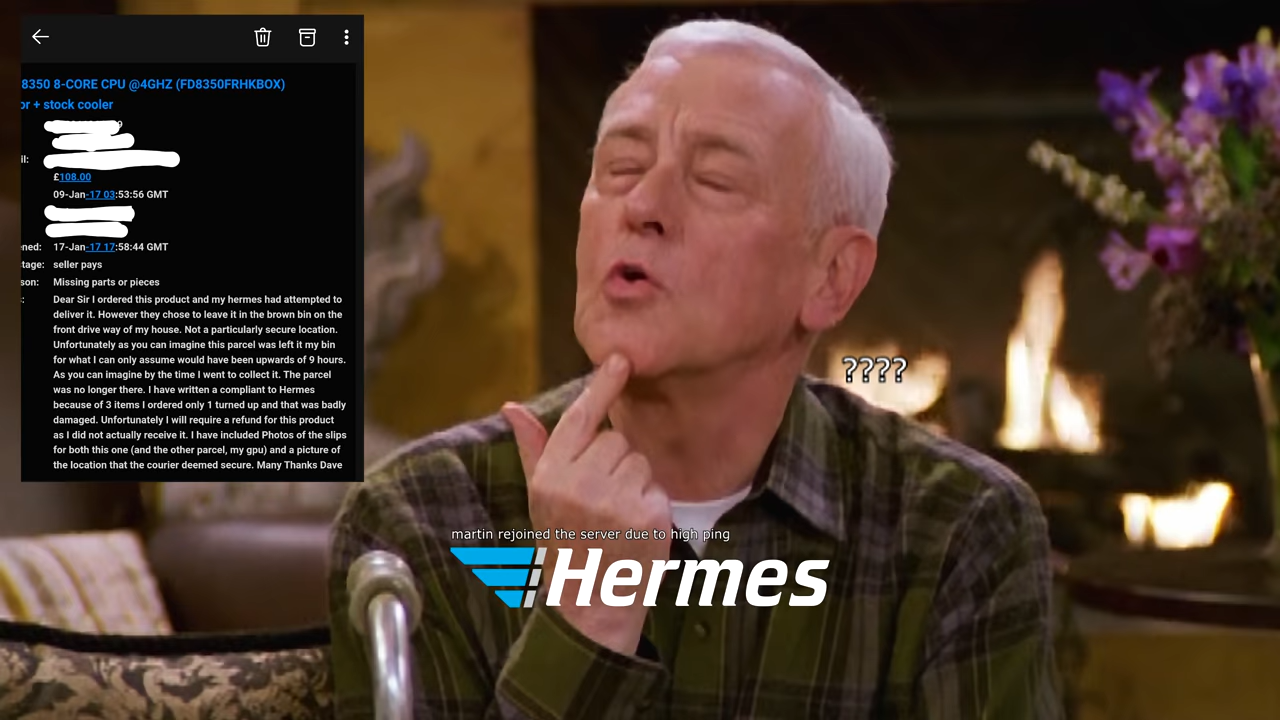 8350 8-CORE CPU @4GHZ (FD8350FRHKBOX)
or + stock cooler
9
il:
£108.00
09-Jan-17 03:53:56 GMT
ned: 17-Jan-17 17:58:44 GMT
tage: seller pays
son: Missing parts or pieces
: Dear Sir I ordered this product and my hermes had attempted to
deliver it. However they chose to leave it in the brown bin on the
front drive way of my house. Not a particularly secure location.
Unfortunately as you can imagine this parcel was left it my bin
for what I can only assume would have been upwards of 9 hours.
As you can imagine by the time I went to collect it. The parcel
was no longer there. I have written a compliant to Hermes
because of 3 items I ordered only 1 turned up and that was badly
damaged. Unfortunately I will require a refund for this product
as I did not actually receive it. I have included Photos of the slips
for both this one (and the other parcel, my gpu) and a picture of
the location that the courier deemed secure. Many Thanks Dave
????
martin rejoined the server due to high ping
Hermes